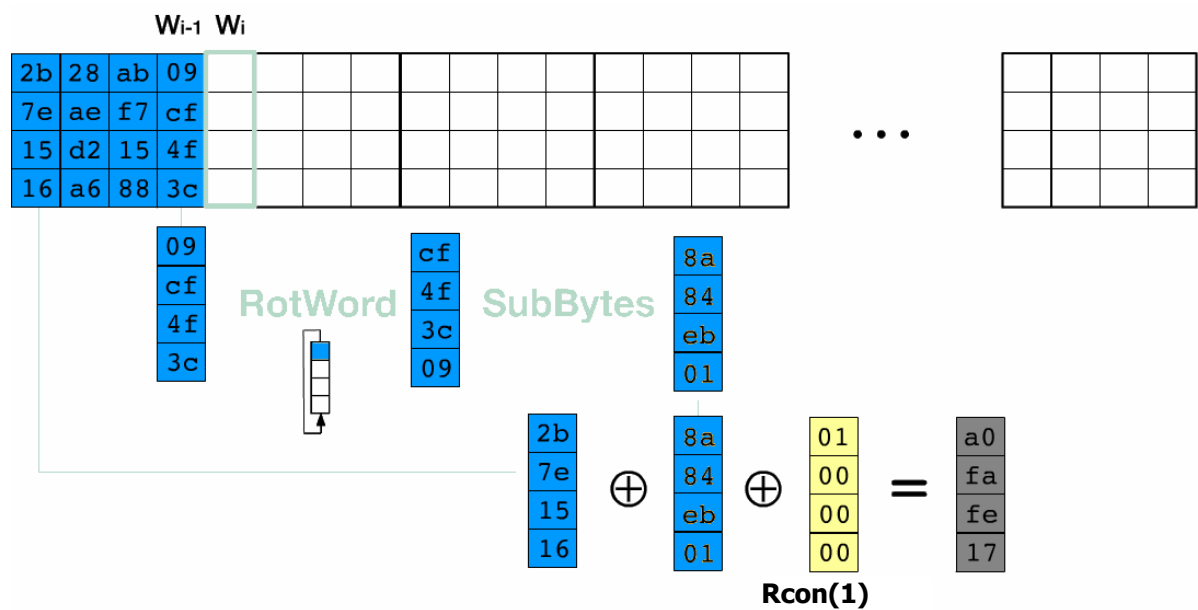 Wi-1 Wi
2b 28 ab 09
7e ae f7 cf
15 d2 15 4f
16 a6 88 3c
...
09
cf
4f
3c
RotWord
cf
4f
3c
09
SubBytes
8a
84
eb
01
2b
7e
15
16
⊕
8a
84
eb
01
⊕
01
00
00
00
=
a0
fa
fe
17
Rcon(1)